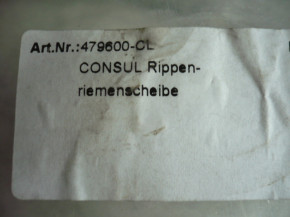 Art.Nr.:479600-CL
CONSUL Rippen-
riemenscheibe